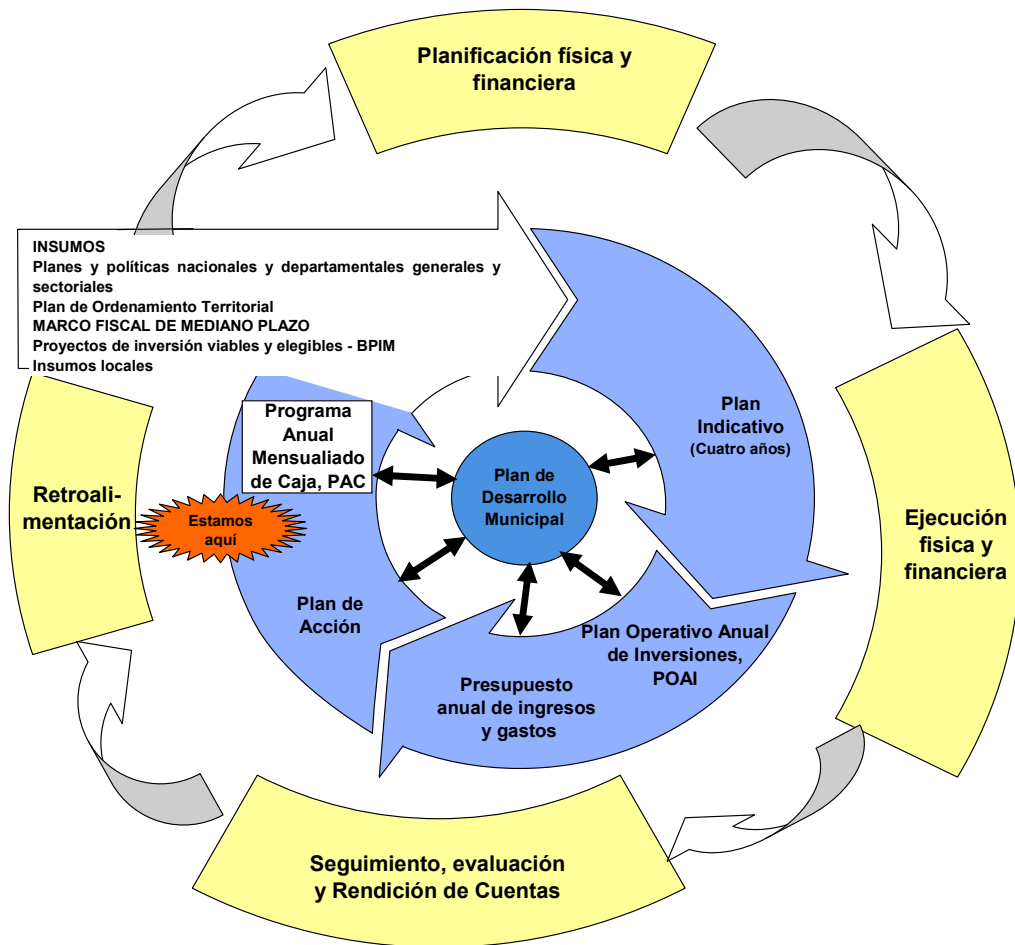 Planificación física y
financiera
INSUMOS
Planes y políticas nacionales y departamentales generales y
sectoriales
Plan de Ordenamiento Territorial
MARCO FISCAL DE MEDIANO PLAZO
Proyectos de inversión viables y elegibles - BPIM
Insumos locales
Programa
Anual
Mensualiado
de Caja, PAC
Plan
Indicativo
(Cuatro años)
Plan de
Desarrollo
Municipal
Retroali-
mentación
Estamos
aquí
Ejecución
fisica y
financiera
Plan de
Acción
Plan Operativo Anual
de Inversiones,
POAI
Presupuesto
anual de ingresos
y gastos
Seguimiento, evaluación
y Rendición de Cuentas